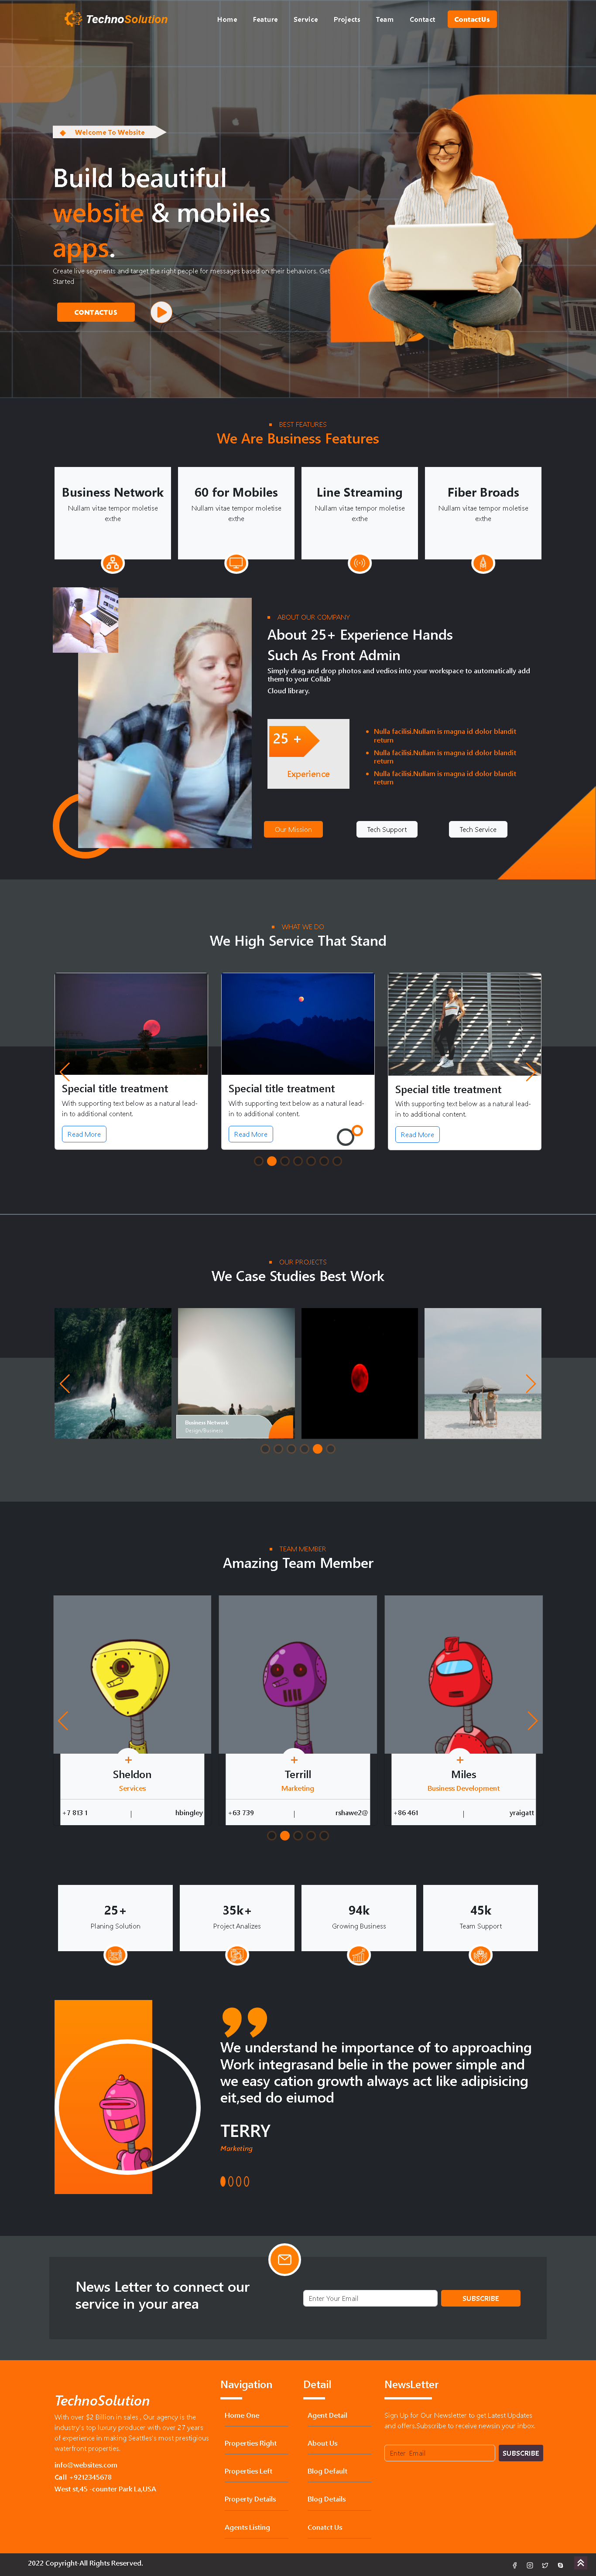 TechnoSolution
Home
Feature
Service
Projects
Team
Contact
ContactUs
Welcome To Website
Build beautiful
website & mobiles
apps.
Create live segments and target the right people for messages based on their behaviors. Get
Started
CONTACTUS
BEST FEATURES
We Are Business Features
Business Network
Nullam vitae tempor moletise
exthe
60 for Mobiles
Nullam vitae tempor moletise
exthe
Line Streaming
Nullam vitae tempor moletise
exthe
Fiber Broads
Nullam vitae tempor moletise
exthe
ABOUT OUR COMPANY
About 25+ Experience Hands
Such As Front Admin
Simply drag and drop photos and vedios into your workspace to automatically add
them to your Collab
Cloud library.
25 +
Experience
Nulla facilisi.Nullam is magna id dolor blandit
return
Nulla facilisi.Nullam is magna id dolor blandit
return
Nulla facilisi.Nullam is magna id dolor blandit
return
Our Mission
Tech Support
Tech Service
WHAT WE DO
We High Service That Stand
Special title treatment
With supporting text below as a natural lead-
in to additional content.
Read More
Special title treatment
With supporting text below as a natural lead-
in to additional content.
Read More
Special title treatment
With supporting text below as a natural lead-
in to additional content.
Read More
OUR PROJECTS
We Case Studies Best Work
Business Network
Design/Business
TEAM MEMBER
Amazing Team Member
Sheldon
Services
+7 813 1 | hbingley
Terrill
Marketing
+63 739 | rshawe2@
Miles
Business Development
+86 461 | yraigatt
25+
Planing Solution
35k+
Project Analizes
94k
Growing Business
45k
Team Support
We understand he importance of to approaching
Work integrasand belie in the power simple and
we easy cation growth always act like adipisicing
eit,sed do eiumod
TERRY
Marketing
News Letter to connect our
service in your area
Enter Your Email
SUBSCRIBE
TechnoSolution
With over $2 Billion in sales , Our agency is the
industry's top luxury producer with over 27 years
of experience in making Seattles's most prestigious
waterfront properties.
info@websites.com
Call +9212345678
West st,45 -counter Park La,USA
Navigation
Home One
Properties Right
Properties Left
Property Details
Agents Listing
Detail
Agent Detail
About Us
Blog Default
Blog Details
Conatct Us
NewsLetter
Sign Up for Our Newsletter to get Latest Updates
and offers.Subscribe to receive newsin your inbox.
Enter Email
SUBSCRIBE
2022 Copyright-All Rights Reserved.